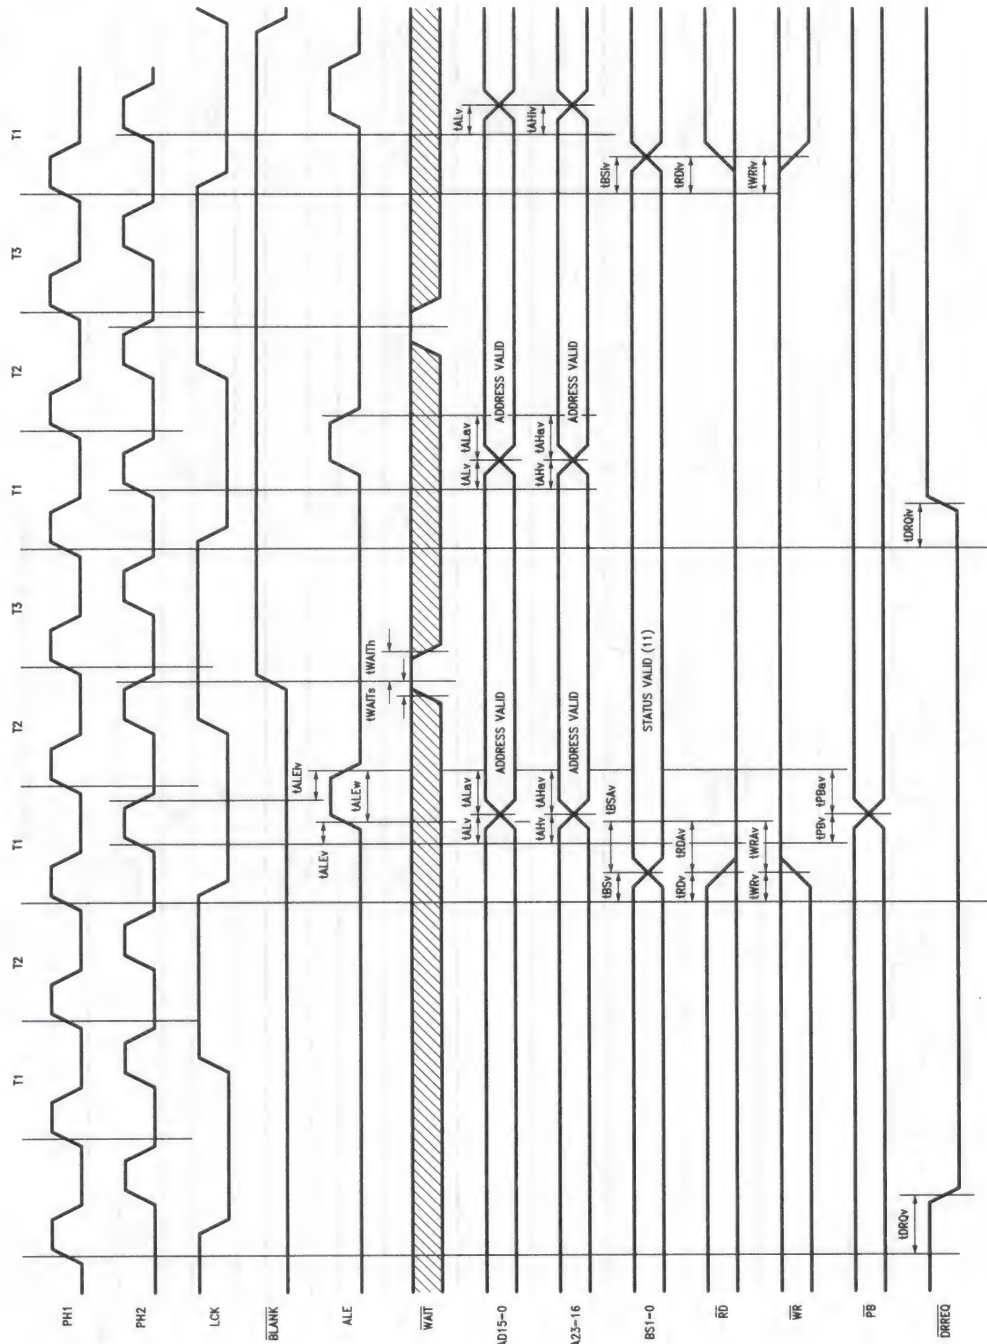 T1 T2 T1 T2 T3 T1 T2 T3 T1
PH1
PH2
LCK
BLANK
ALE
tALEv
tALEw
tALEIv
WAIT
tWAITs
tWAITh
AD15-0
tALv tALav ADDRESS VALID tALv tALav ADDRESS VALID tALv
A23-16
tAHv tAHav ADDRESS VALID tAHv tAHav ADDRESS VALID tAHiv
BS1-0
tBSv tBSAv STATUS VALID (11) tBSiv
RD
tRDv tRDAv tRDiv
WR
tWRv tWRAv tWRiv
PB
tPBv tPBav
DRREQ
tDRQv tDRQiv